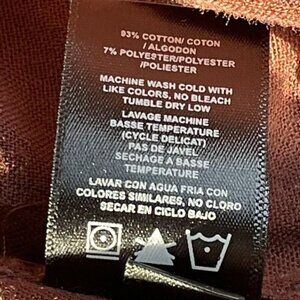 93% COTTON/ COTON
/ ALGODON
7% POLYESTER/POLYESTER
/POLIESTER
MACHINE WASH COLD WITH
LIKE COLORS, NO BLEACH
TUMBLE DRY LOW
LAVAGE MACHINE
BASSE TEMPERATURE
(CYCLE DELICAT)
PAS DE JAVEL
SECHAGE A BASSE
TEMPERATURE
LAVAR CON AGUA FRIA CON
COLORES SIMILARES, NO CLORO
SECAR EN CICLO BAJO